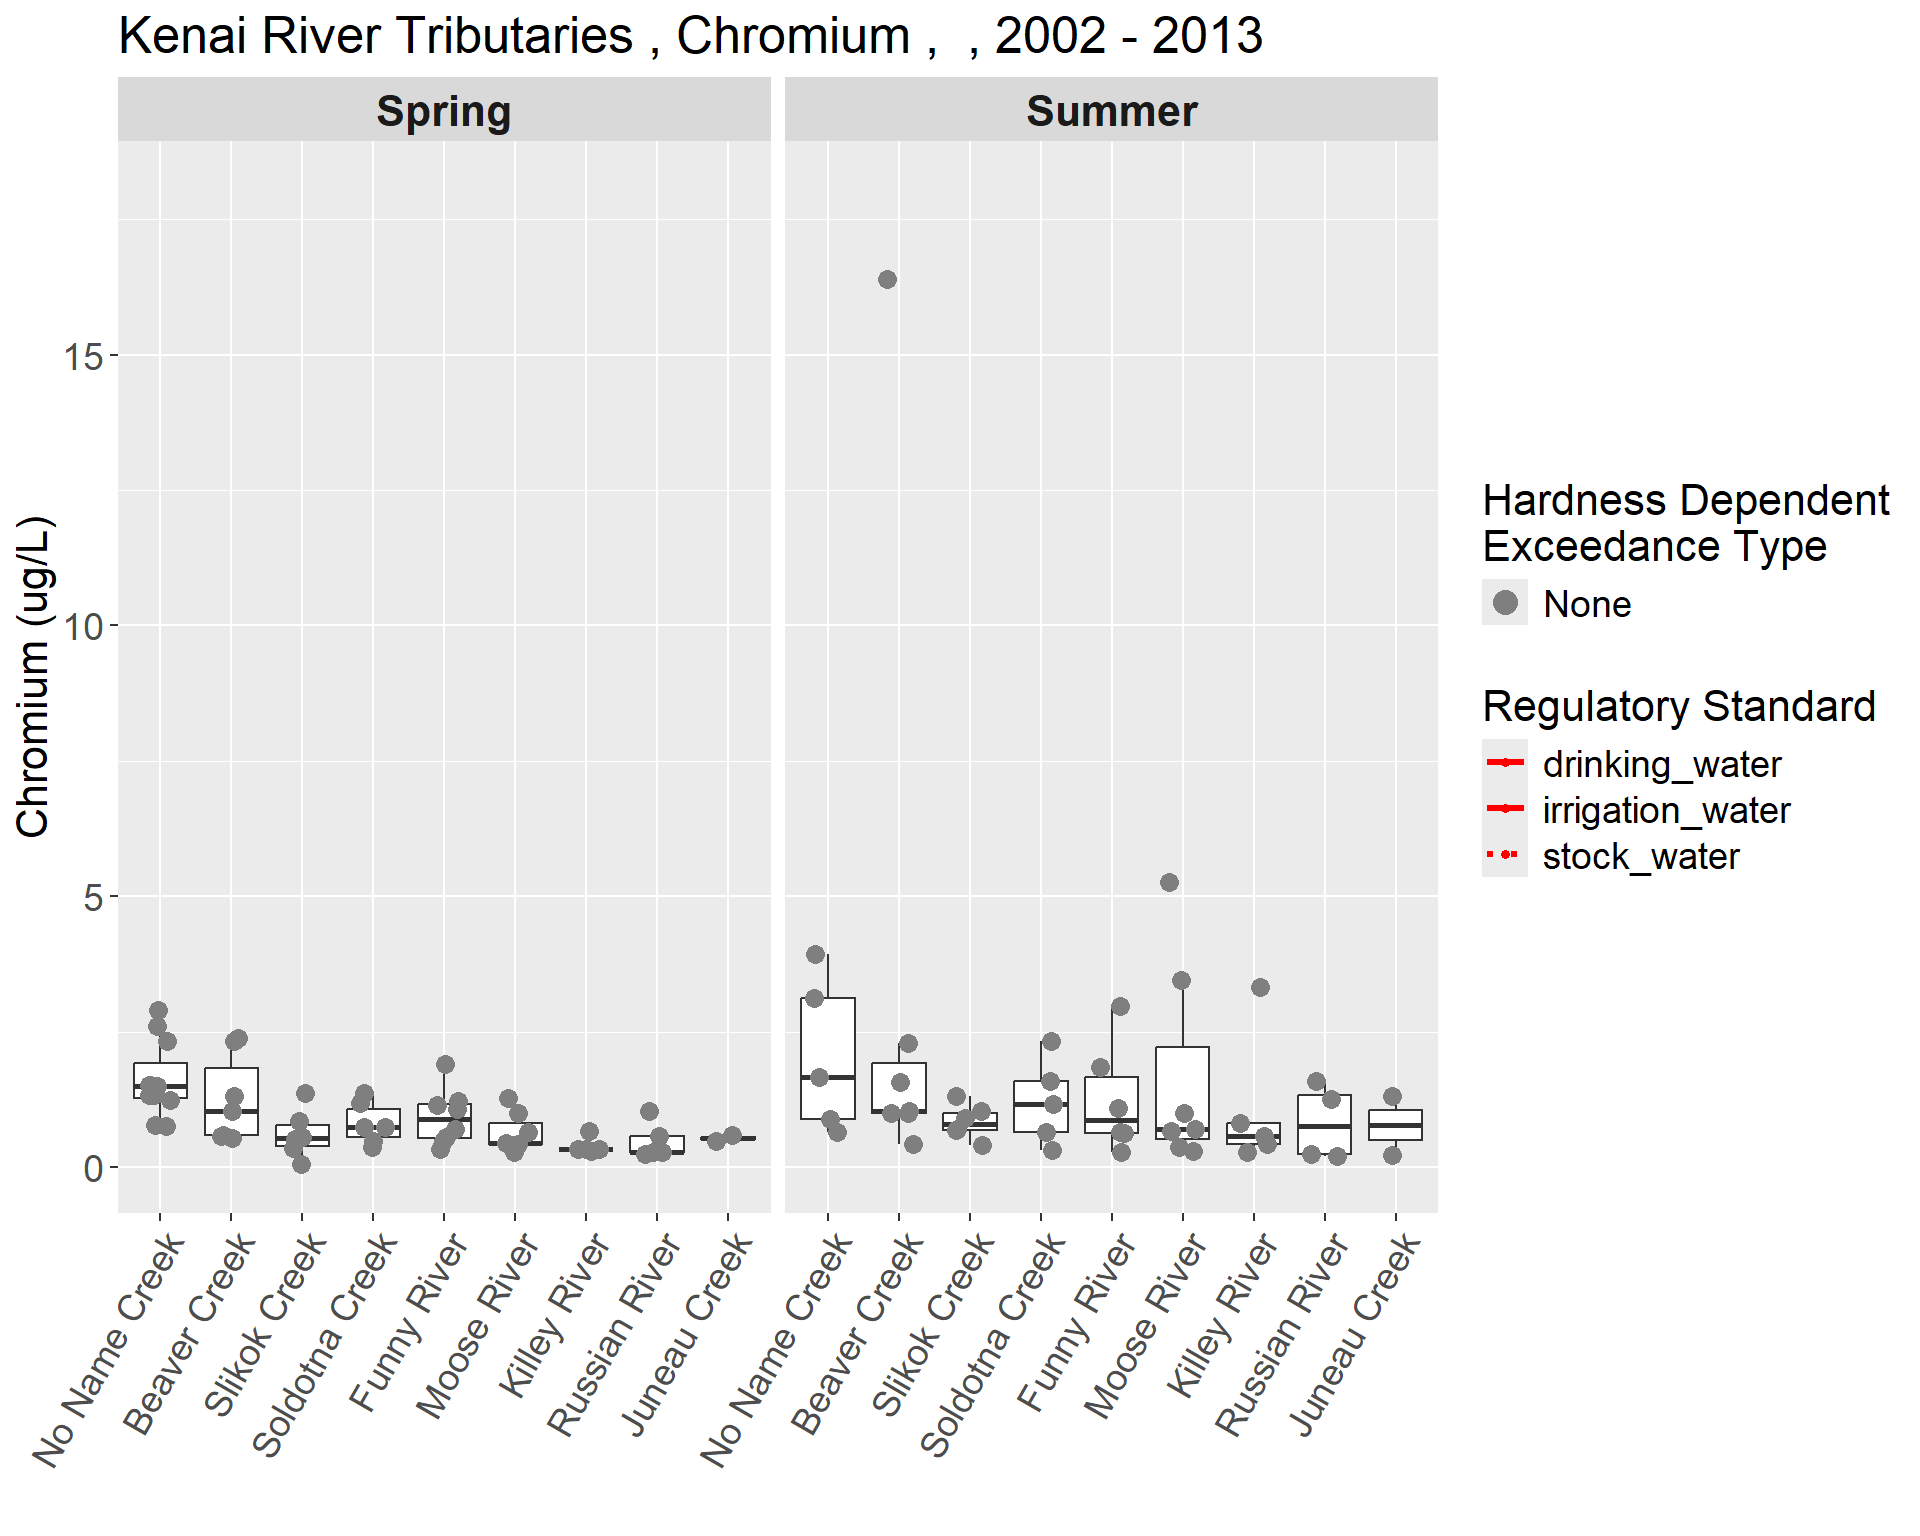 Kenai River Tributaries , Chromium ,  , 2002 - 2013
Spring
Summer
Chromium (ug/L)
15
10
5
0
No Name Creek
Beaver Creek
Slikok Creek
Soldotna Creek
Funny River
Moose River
Killey River
Russian River
Juneau Creek
No Name Creek
Beaver Creek
Slikok Creek
Soldotna Creek
Funny River
Moose River
Killey River
Russian River
Juneau Creek
Hardness Dependent
Exceedance Type
None
Regulatory Standard
drinking_water
irrigation_water
stock_water